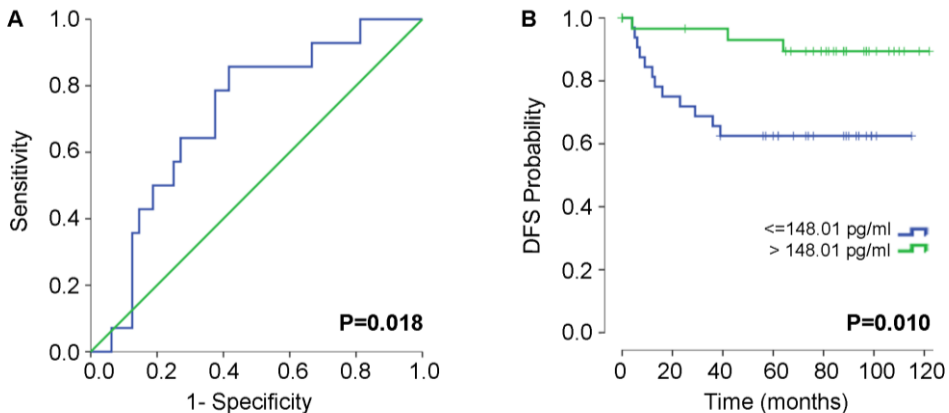 A
1.0
0.8
0.6
0.4
0.2
0.0
Sensitivity
P=0.018
0.0 0.2 0.4 0.6 0.8 1.0
1- Specificity
B
1.0
0.8
0.6
0.4
0.2
0.0
DFS Probability
<=148.01 pg/ml
> 148.01 pg/ml
P=0.010
0 20 40 60 80 100 120
Time (months)